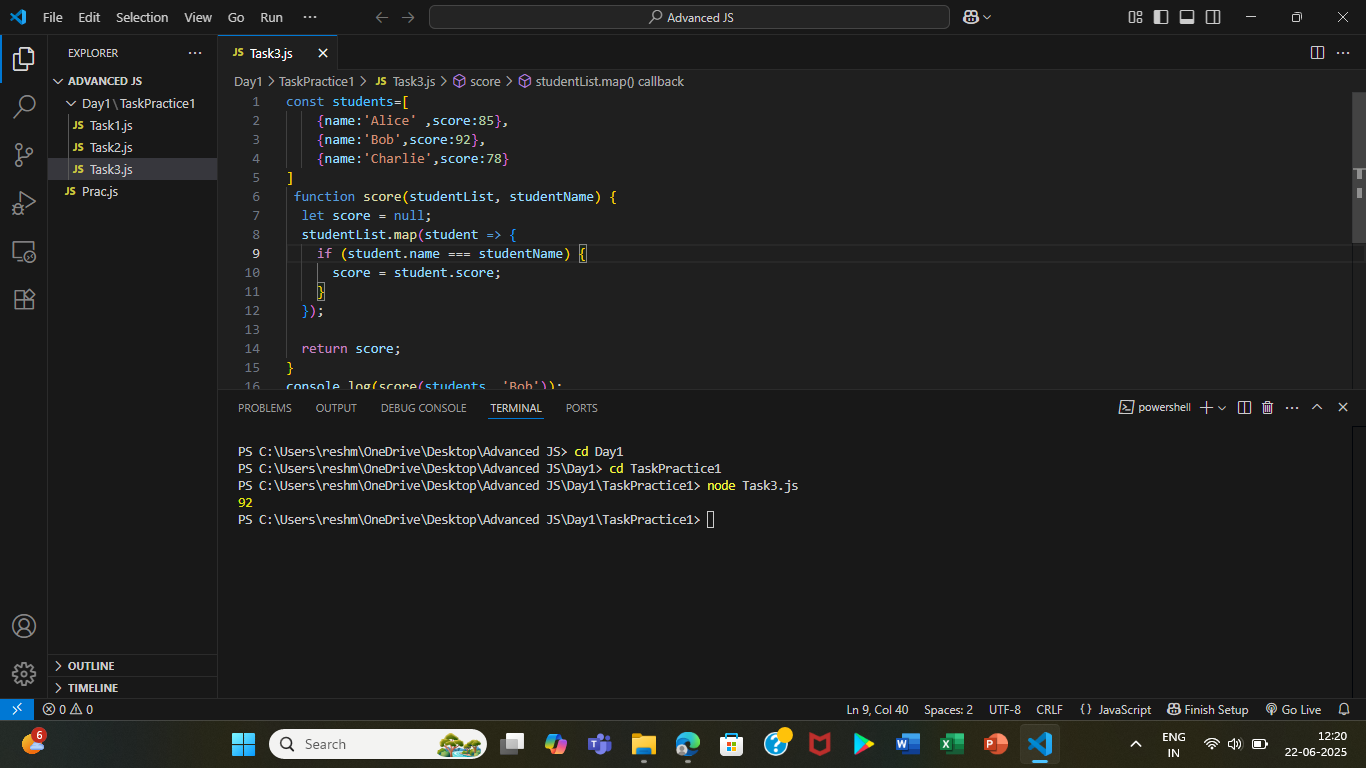 File Edit Selection View Go Run ··· Advanced JS
EXPLORER ···
ADVANCED JS
Day1 \ TaskPractice1
JS Task1.js
JS Task2.js
JS Task3.js
JS Prac.js
OUTLINE
TIMELINE
JS Task3.js
Day1 > TaskPractice1 > JS Task3.js > score > studentList.map() callback
1 const students=[
2 {name:'Alice' ,score:85},
3 {name:'Bob',score:92},
4 {name:'Charlie',score:78}
5 ]
6 function score(studentList, studentName) {
7 let score = null;
8 studentList.map(student => {
9 if (student.name === studentName) {
10 score = student.score;
11 }
12 });
13
14 return score;
15 }
16 console.log(score(students, 'Bob'));
PROBLEMS OUTPUT DEBUG CONSOLE TERMINAL PORTS powershell
PS C:\Users\reshm\OneDrive\Desktop\Advanced JS> cd Day1
PS C:\Users\reshm\OneDrive\Desktop\Advanced JS\Day1> cd TaskPractice1
PS C:\Users\reshm\OneDrive\Desktop\Advanced JS\Day1\TaskPractice1> node Task3.js
92
PS C:\Users\reshm\OneDrive\Desktop\Advanced JS\Day1\TaskPractice1>
0 0 Ln 9, Col 40 Spaces: 2 UTF-8 CRLF {} JavaScript Finish Setup Go Live
6 Search ENG 12:20
IN 22-06-2025